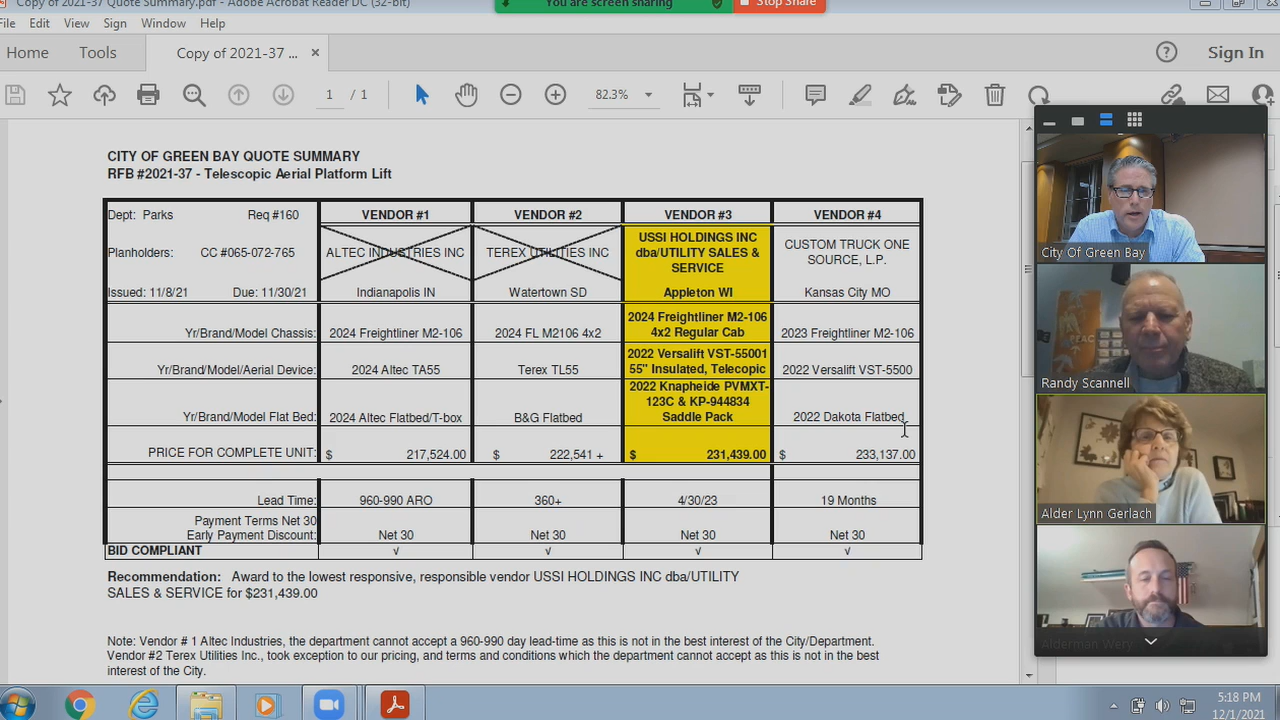 Copy of 2021-37 Quote Summary.pdf - Adobe Acrobat Reader DC (32-bit)
You are screen sharing
Stop Share
File Edit View Sign Window Help
Home Tools Copy of 2021-37 ... × Sign In
1 / 1 82.3%
CITY OF GREEN BAY QUOTE SUMMARY
RFB #2021-37 - Telescopic Aerial Platform Lift
Dept: Parks Req #160 VENDOR #1 VENDOR #2 VENDOR #3 VENDOR #4
Planholders: CC #065-072-765 ALTEC INDUSTRIES INC TEREX UTILITIES INC
USSI HOLDINGS INC
dba/UTILITY SALES &
SERVICE
CUSTOM TRUCK ONE
SOURCE, L.P.
Issued: 11/8/21 Due: 11/30/21 Indianapolis IN Watertown SD Appleton WI Kansas City MO
Yr/Brand/Model Chassis: 2024 Freightliner M2-106 2024 FL M2106 4x2
2024 Freightliner M2-106
4x2 Regular Cab
2023 Freightliner M2-106
Yr/Brand/Model/Aerial Device: 2024 Altec TA55 Terex TL55
2022 Versalift VST-55001
55" Insulated, Telecopic
2022 Versalift VST-5500
Yr/Brand/Model Flat Bed: 2024 Altec Flatbed/T-box B&G Flatbed
2022 Knapheide PVMXT-
123C & KP-944834
Saddle Pack
2022 Dakota Flatbed
PRICE FOR COMPLETE UNIT: $ 217,524.00 $ 222,541 + $ 231,439.00 $ 233,137.00
Lead Time: 960-990 ARO 360+ 4/30/23 19 Months
Payment Terms Net 30
Early Payment Discount: Net 30 Net 30 Net 30 Net 30
BID COMPLIANT √ √ √ √
Recommendation: Award to the lowest responsive, responsible vendor USSI HOLDINGS INC dba/UTILITY
SALES & SERVICE for $231,439.00
Note: Vendor # 1 Altec Industries, the department cannot accept a 960-990 day lead-time as this is not in the best interest of the City/Department.
Vendor #2 Terex Utilities Inc., took exception to our pricing, and terms and conditions which the department cannot accept as this is not in the best
interest of the City.
City Of Green Bay
Randy Scannell
Alder Lynn Gerlach
Alderman Wery
5:18 PM
12/1/2021